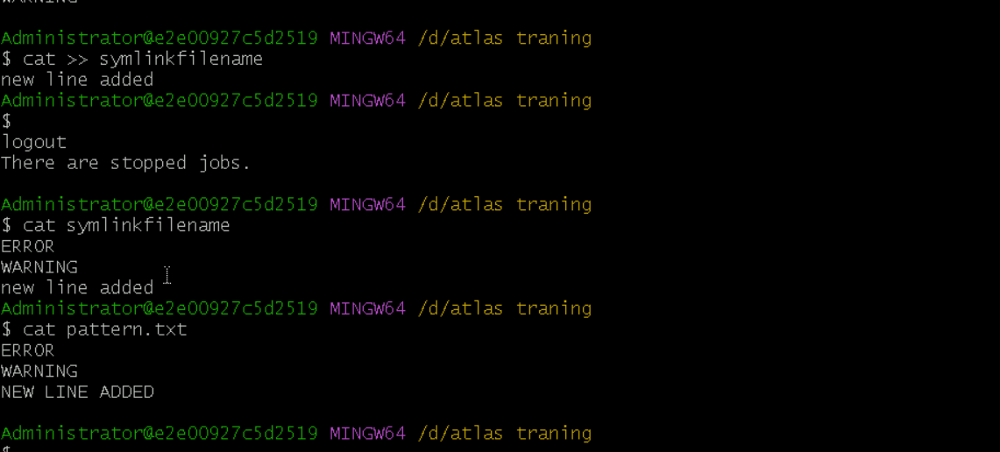 WARNING
Administrator@e2e00927c5d2519 MINGW64 /d/atlas traning
$ cat >> symlinkfilename
new line added
Administrator@e2e00927c5d2519 MINGW64 /d/atlas traning
$
logout
There are stopped jobs.
Administrator@e2e00927c5d2519 MINGW64 /d/atlas traning
$ cat symlinkfilename
ERROR
WARNING
new line added
Administrator@e2e00927c5d2519 MINGW64 /d/atlas traning
$ cat pattern.txt
ERROR
WARNING
NEW LINE ADDED
Administrator@e2e00927c5d2519 MINGW64 /d/atlas traning
$